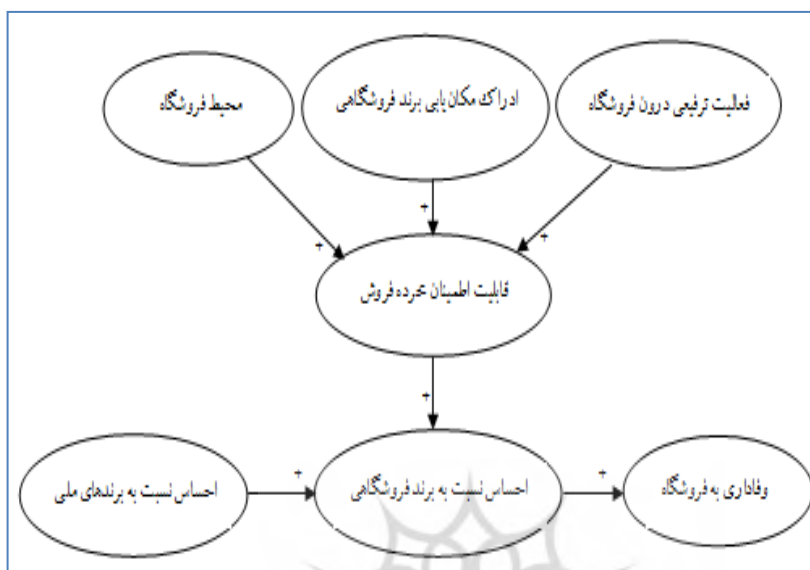 فعالیت ترفیعی درون فروشگاه
ادراک مکان یابی برند فروشگاهی
محیط فروشگاه
+
+
+
قابلیت اطمینان خرده فروش
+
وفاداری به فروشگاه
+
احساس نسبت به برند فروشگاهی
+
احساس نسبت به برندهای ملی